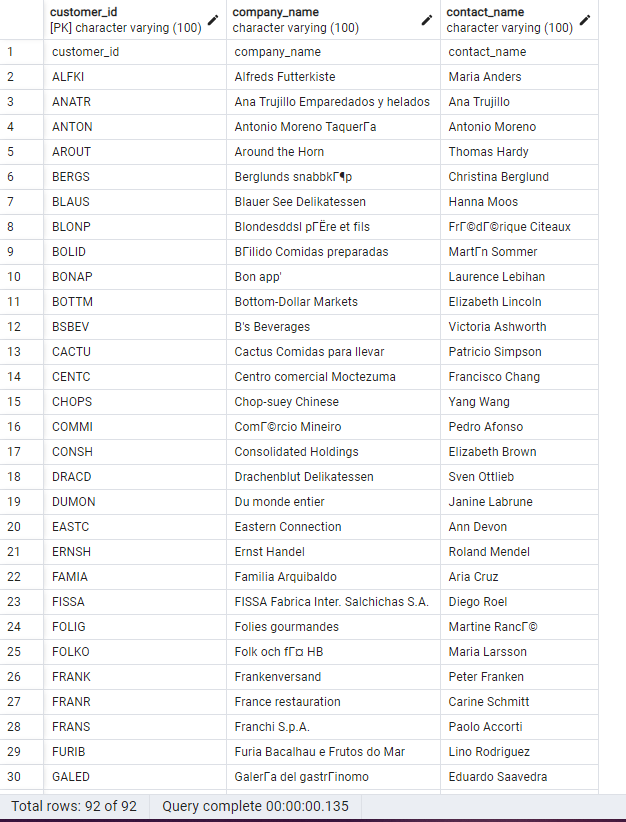 customer_id company_name contact_name
[PK] character varying (100) character varying (100) character varying (100)
1 customer_id company_name contact_name
2 ALFKI Alfreds Futterkiste Maria Anders
3 ANATR Ana Trujillo Emparedados y helados Ana Trujillo
4 ANTON Antonio Moreno TaquerГ­a Antonio Moreno
5 AROUT Around the Horn Thomas Hardy
6 BERGS Berglunds snabbkГ¶p Christina Berglund
7 BLAUS Blauer See Delikatessen Hanna Moos
8 BLONP Blondesddsl pГЁre et fils FrГ©dГ©rique Citeaux
9 BOLID BГіlido Comidas preparadas MartГ­n Sommer
10 BONAP Bon app' Laurence Lebihan
11 BOTTM Bottom-Dollar Markets Elizabeth Lincoln
12 BSBEV B's Beverages Victoria Ashworth
13 CACTU Cactus Comidas para llevar Patricio Simpson
14 CENTC Centro comercial Moctezuma Francisco Chang
15 CHOPS Chop-suey Chinese Yang Wang
16 COMMI ComГ©rcio Mineiro Pedro Afonso
17 CONSH Consolidated Holdings Elizabeth Brown
18 DRACD Drachenblut Delikatessen Sven Ottlieb
19 DUMON Du monde entier Janine Labrune
20 EASTC Eastern Connection Ann Devon
21 ERNSH Ernst Handel Roland Mendel
22 FAMIA Familia Arquibaldo Aria Cruz
23 FISSA FISSA Fabrica Inter. Salchichas S.A. Diego Roel
24 FOLIG Folies gourmandes Martine RancГ©
25 FOLKO Folk och fГ¤ HB Maria Larsson
26 FRANK Frankenversand Peter Franken
27 FRANR France restauration Carine Schmitt
28 FRANS Franchi S.p.A. Paolo Accorti
29 FURIB Furia Bacalhau e Frutos do Mar Lino Rodriguez
30 GALED GalerГ­a del gastrГіnomo Eduardo Saavedra
Total rows: 92 of 92 Query complete 00:00:00.135